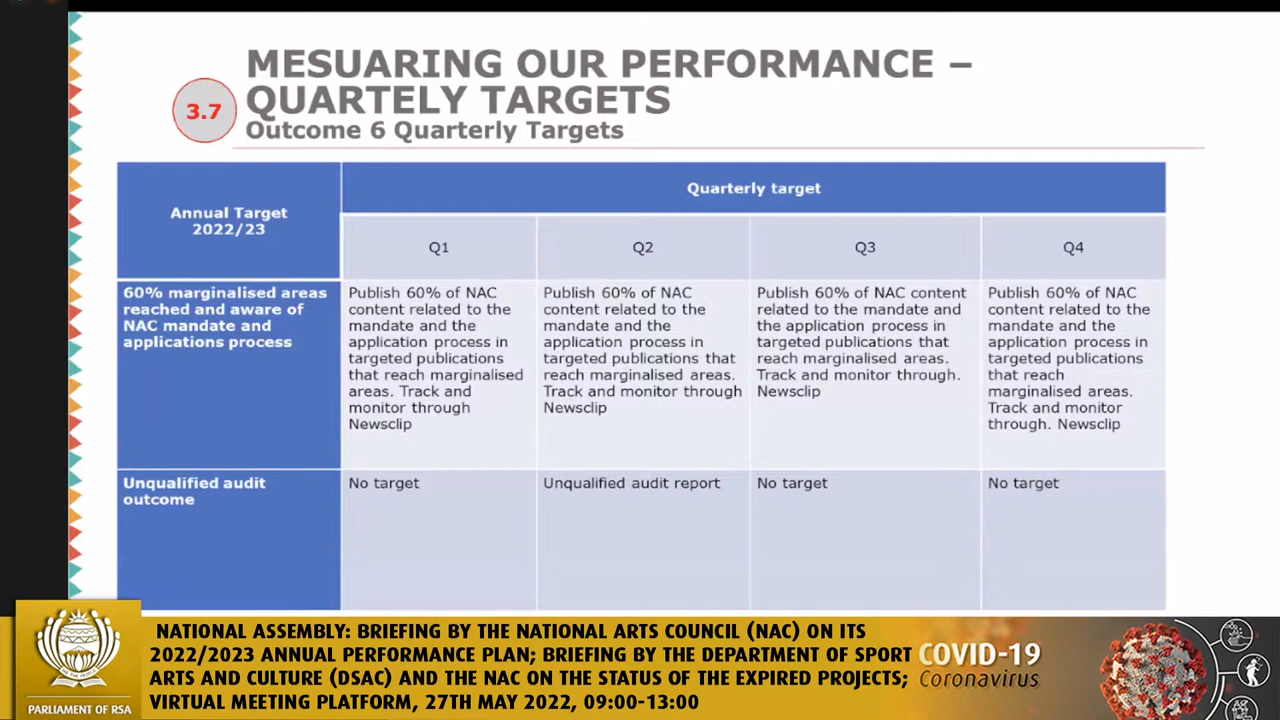 MESUARING OUR PERFORMANCE –
QUARTELY TARGETS
3.7
Outcome 6 Quarterly Targets
Annual Target
2022/23
Quarterly target
Q1
Q2
Q3
Q4
60% marginalised areas
reached and aware of
NAC mandate and
applications process
Publish 60% of NAC
content related to the
mandate and the
application process in
targeted publications
that reach marginalised
areas. Track and
monitor through
Newsclip
Publish 60% of NAC
content related to the
mandate and the
application process in
targeted publications that
reach marginalised areas.
Track and monitor through
Newsclip
Publish 60% of NAC content
related to the mandate and
the application process in
targeted publications that
reach marginalised areas.
Track and monitor through.
Newsclip
Publish 60% of NAC
content related to the
mandate and the
application process in
targeted publications
that reach
marginalised areas.
Track and monitor
through. Newsclip
Unqualified audit
outcome
No target
Unqualified audit report
No target
No target
PARLIAMENT OF RSA
NATIONAL ASSEMBLY: BRIEFING BY THE NATIONAL ARTS COUNCIL (NAC) ON ITS
2022/2023 ANNUAL PERFORMANCE PLAN; BRIEFING BY THE DEPARTMENT OF SPORT
ARTS AND CULTURE (DSAC) AND THE NAC ON THE STATUS OF THE EXPIRED PROJECTS;
VIRTUAL MEETING PLATFORM, 27TH MAY 2022, 09:00-13:00
COVID-19
Coronavirus